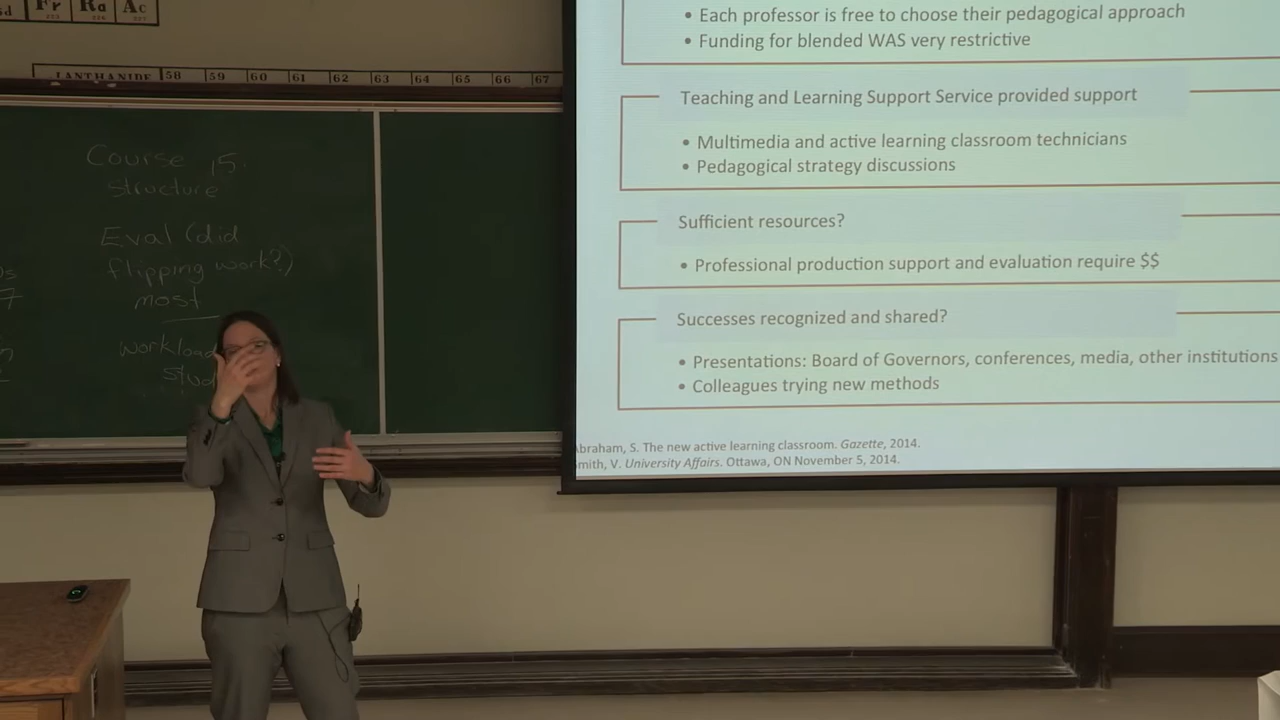 Fr
Ra
Ac
LANTHANIDE 58 59 60 61 62 63 64 65 66 67
Course 15.
structure
Eval (did
flipping work?)
most
workload
stud
7
• Each professor is free to choose their pedagogical approach
• Funding for blended WAS very restrictive
Teaching and Learning Support Service provided support
• Multimedia and active learning classroom technicians
• Pedagogical strategy discussions
Sufficient resources?
• Professional production support and evaluation require $$
Successes recognized and shared?
• Presentations: Board of Governors, conferences, media, other institutions
• Colleagues trying new methods
braham, S. The new active learning classroom. Gazette, 2014.
mith, V. University Affairs. Ottawa, ON November 5, 2014.